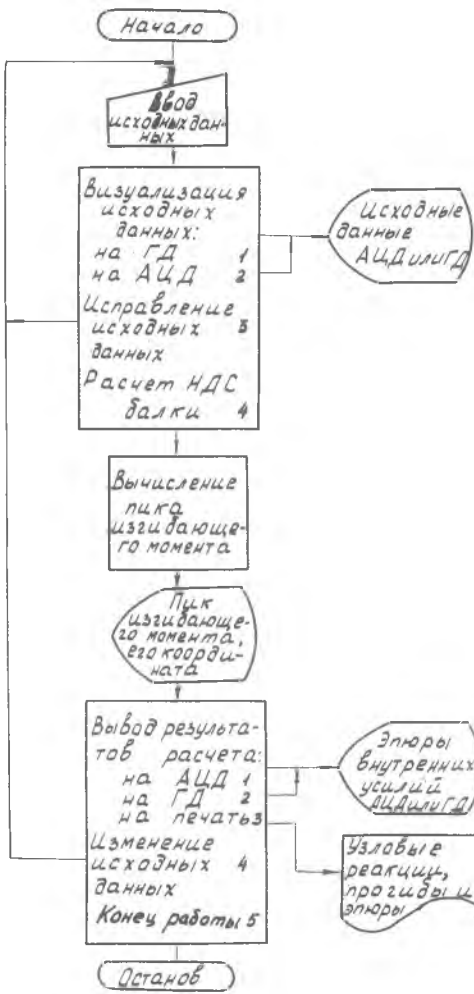 Начало
Ввод
исходных дан-
ных
Визуализация
исходных
данных:
на ГД 1
на АЦД 2
Исправление
исходных 3
данных
Расчет НДС
балки 4
Исходные
данные
АЦД или ГД
Вычисление
пика
изгибающе-
го момента
Пик
изгибающе-
го момента,
его коорди-
ната
Вывод результа-
тов расчета:
на АЦД 1
на ГД 2
на печать 3
Изменение
исходных 4
данных
Конец работы 5
Эпюры
внутренних
усилий
АЦД или ГД
Узловые
реакции,
прогибы и
эпюры
Останов